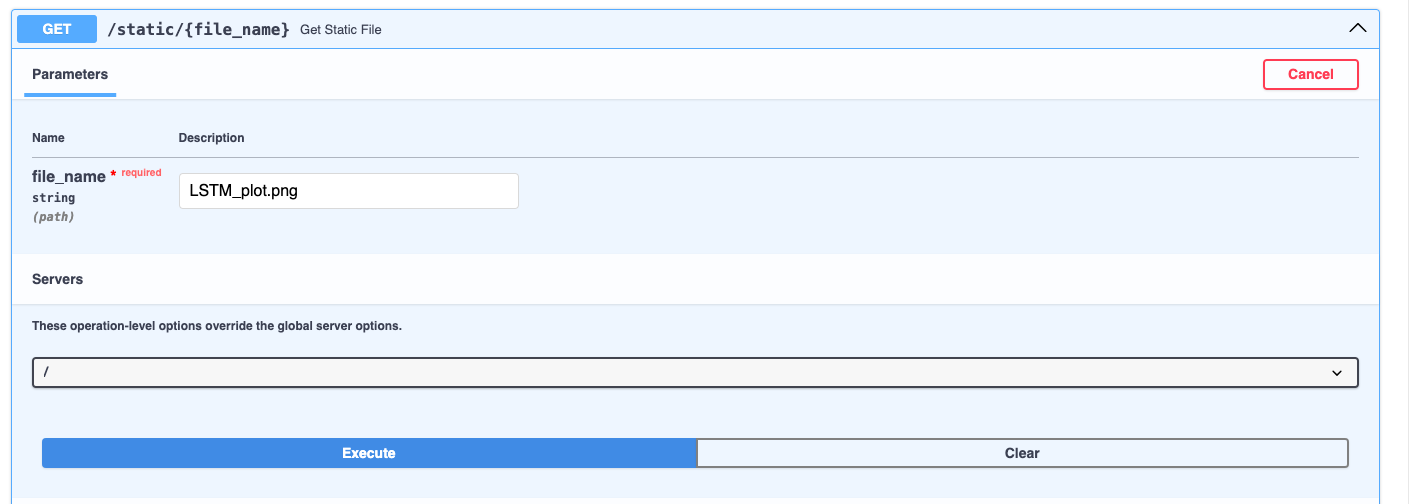 GET /static/{file_name} Get Static File
Parameters Cancel
Name Description
file_name * required
string
(path)
LSTM_plot.png
Servers
These operation-level options override the global server options.
/
Execute Clear